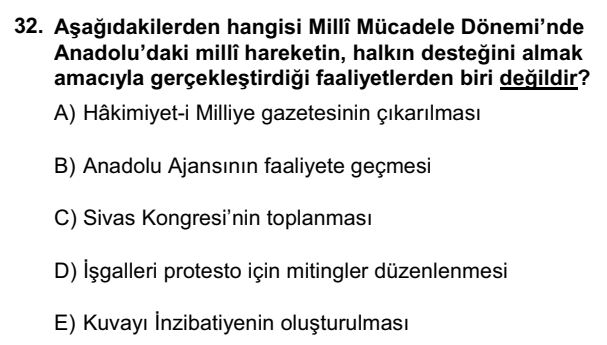 32. Aşağıdakilerden hangisi Millî Mücadele Dönemi’nde
Anadolu’daki millî hareketin, halkın desteğini almak
amacıyla gerçekleştirdiği faaliyetlerden biri değildir?
A) Hâkimiyet-i Milliye gazetesinin çıkarılması
B) Anadolu Ajansının faaliyete geçmesi
C) Sivas Kongresi’nin toplanması
D) İşgalleri protesto için mitingler düzenlenmesi
E) Kuvayı İnzibatiyenin oluşturulması